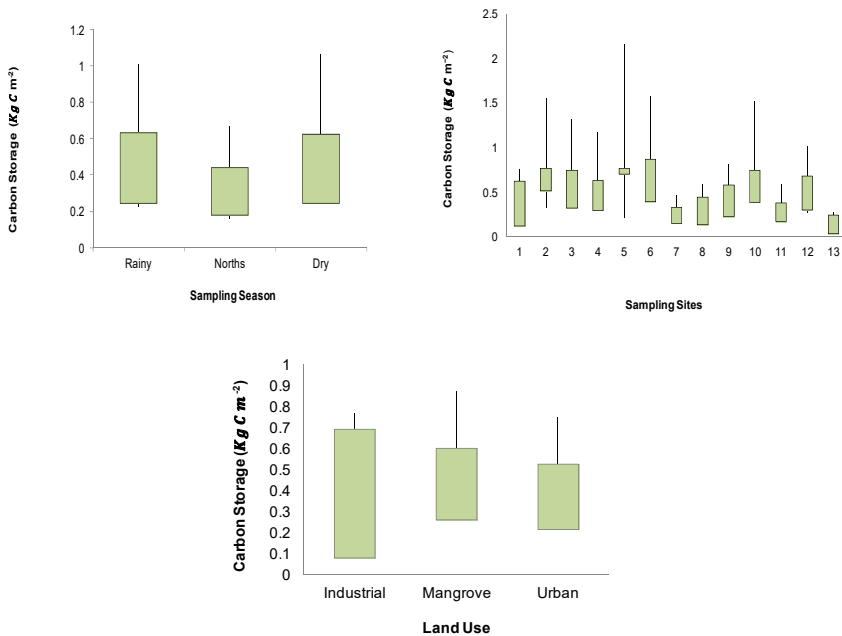 Carbon Storage (Kg C m⁻²)
1.2
1
0.8
0.6
0.4
0.2
0
Rainy Norths Dry
Sampling Season
Carbon Storage (Kg C m⁻²)
2.5
2
1.5
1
0.5
0
1 2 3 4 5 6 7 8 9 10 11 12 13
Sampling Sites
Carbon Storage (Kg C m⁻²)
1
0.9
0.8
0.7
0.6
0.5
0.4
0.3
0.2
0.1
0
Industrial Mangrove Urban
Land Use